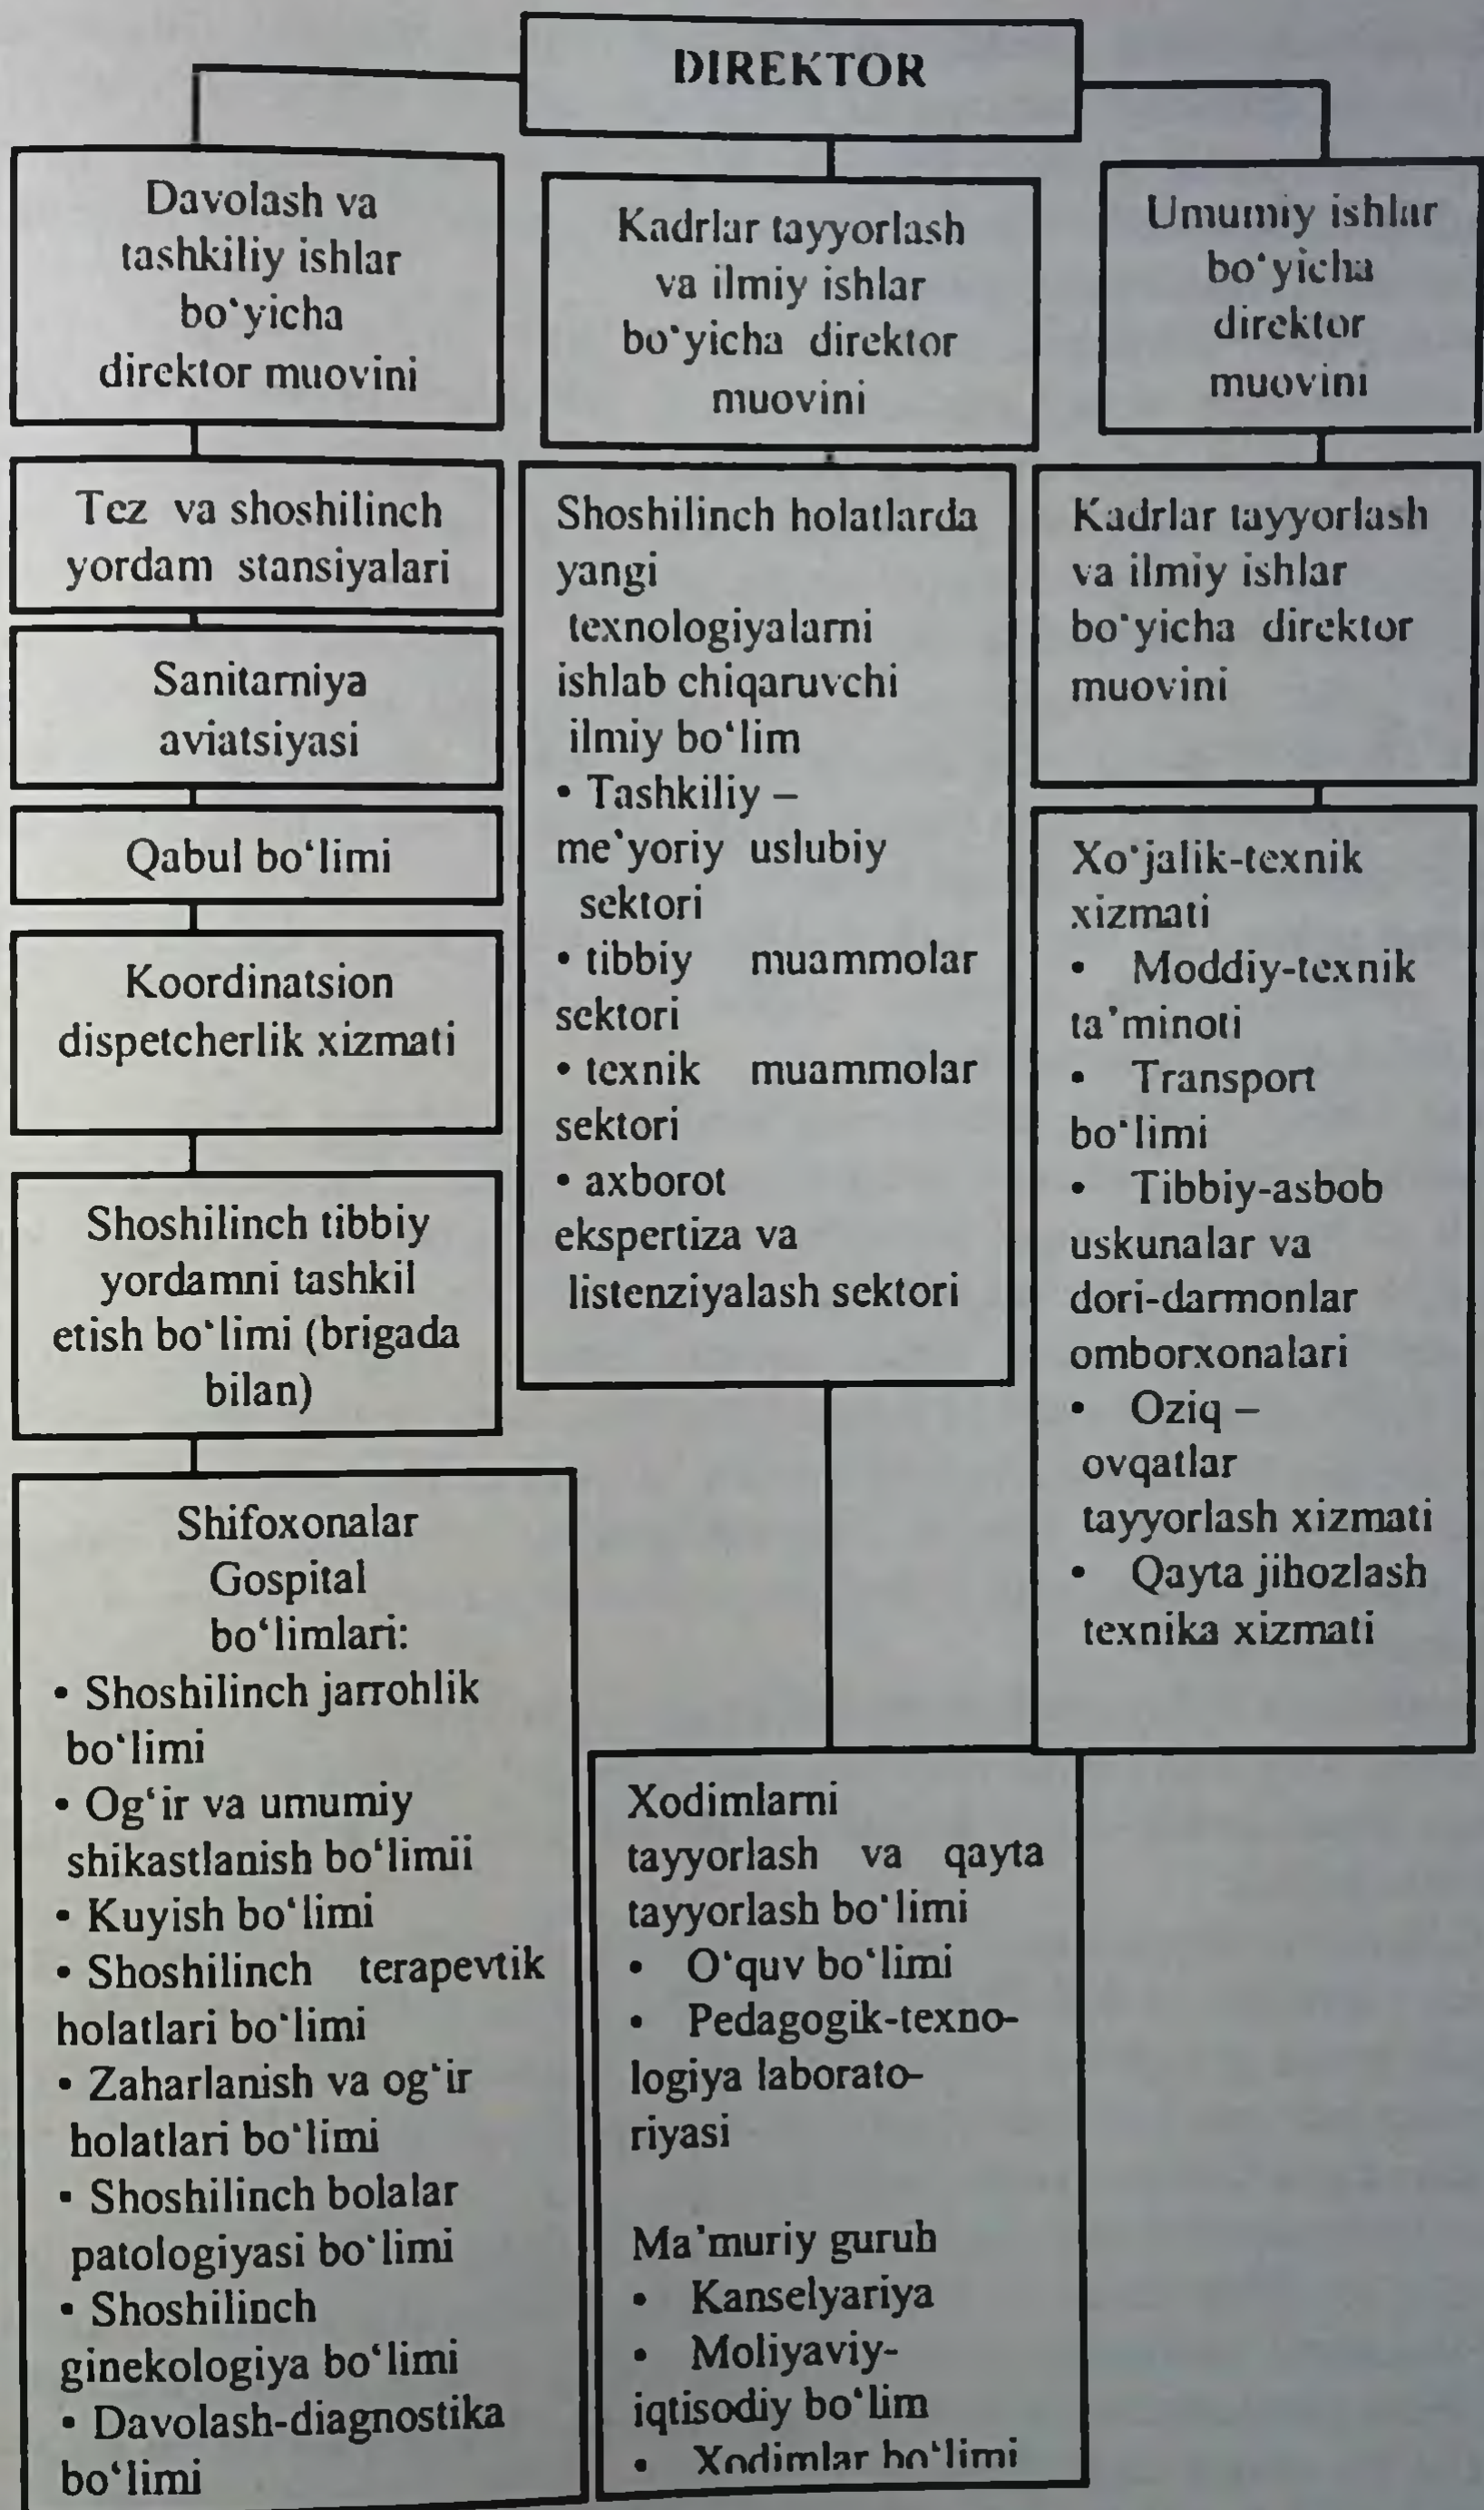 DIREKTOR
Davolash va
tashkiliy ishlar
bo‘yicha
direktor muovini
Kadrlar tayyorlash
va ilmiy ishlar
bo‘yicha direktor
muovini
Umumiy ishlar
bo‘yicha
direktor
muovini
Tez va shoshilinch
yordam stansiyalari
Sanitarniya
aviatsiyasi
Qabul bo‘limi
Koordinatsion
dispetcherlik xizmati
Shoshilinch tibbiy
yordamni tashkil
etish bo‘limi (brigada
bilan)
Shifoxonalar
Gospital
bo‘limlari:
• Shoshilinch jarrohlik
bo‘limi
• Og‘ir va umumiy
shikastlanish bo‘limii
• Kuyish bo‘limi
• Shoshilinch terapevtik
holatlari bo‘limi
• Zaharlanish va og‘ir
holatlari bo‘limi
• Shoshilinch bolalar
patologiyasi bo‘limi
• Shoshilinch
ginekologiya bo‘limi
• Davolash-diagnostika
bo‘limi
Shoshilinch holatlarda
yangi
texnologiyalarni
ishlab chiqaruvchi
ilmiy bo‘lim
• Tashkiliy –
me’yoriy uslubiy
sektori
• tibbiy muammolar
sektori
• texnik muammolar
sektori
• axborot
ekspertiza va
listenziyalash sektori
Xodimlarni
tayyorlash va qayta
tayyorlash bo‘limi
• O‘quv bo‘limi
• Pedagogik-texno-
logiya laborato-
riyasi
Ma’muriy guruh
• Kanselyariya
• Moliyaviy-
iqtisodiy bo‘lim
• Xodimlar bo‘limi
Kadrlar tayyorlash
va ilmiy ishlar
bo‘yicha direktor
muovini
Xo‘jalik-texnik
xizmati
• Moddiy-texnik
ta’minoti
• Transport
bo‘limi
• Tibbiy-asbob
uskunalar va
dori-darmonlar
omborxonalari
• Oziq –
ovqatlar
tayyorlash xizmati
• Qayta jihozlash
texnika xizmati